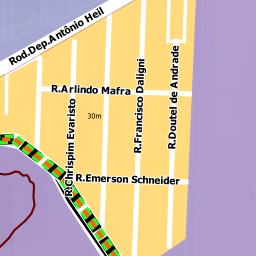 Rod.Dep.Antônio Heil
R.Arlindo Mafra
30m
R.Crispim Evaristo
R.Francisco Daligni
R.Doutel de Andrade
R.Emerson Schneider